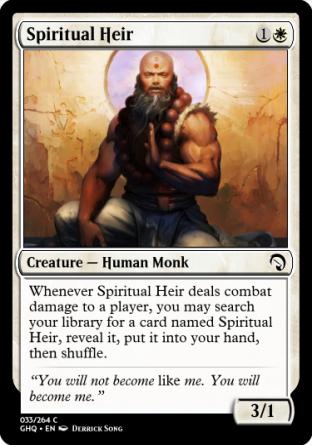 Spiritual Heir 1
Creature — Human Monk
Whenever Spiritual Heir deals combat
damage to a player, you may search
your library for a card named Spiritual
Heir, reveal it, put it into your hand,
then shuffle.
“You will not become like me. You will
become me.”
3/1
033/264 C
GHQ • EN Derrick Song